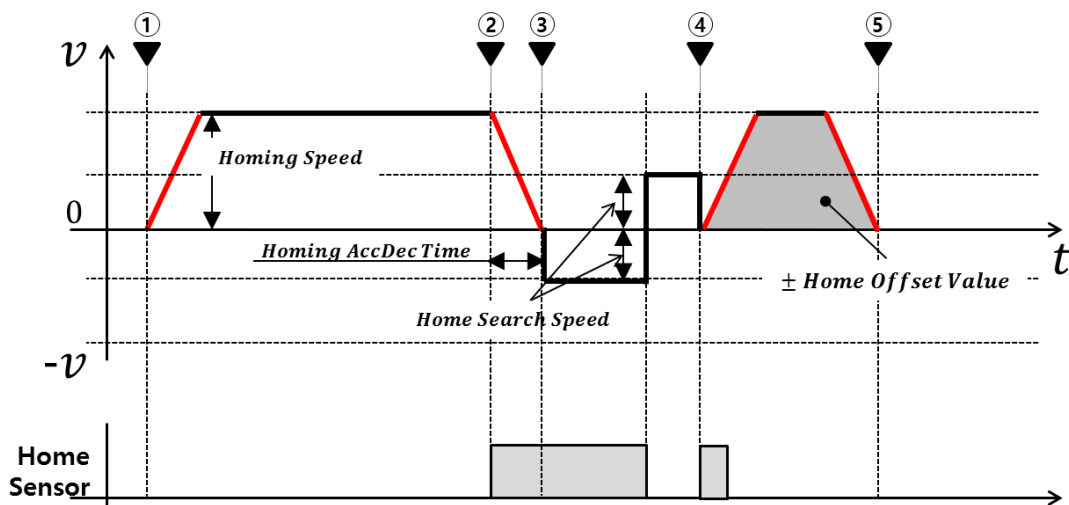 ① ② ③ ④ ⑤
v
Homing Speed
0
Homing AccDec Time
t
± Home Offset Value
Home Search Speed
-v
Home
Sensor